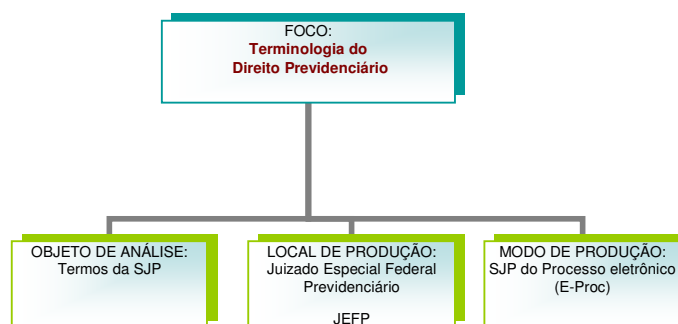 FOCO:
Terminologia do
Direito Previdenciário
OBJETO DE ANÁLISE:
Termos da SJP
LOCAL DE PRODUÇÃO:
Juizado Especial Federal
Previdenciário
JEFP
MODO DE PRODUÇÃO:
SJP do Processo eletrônico
(E-Proc)